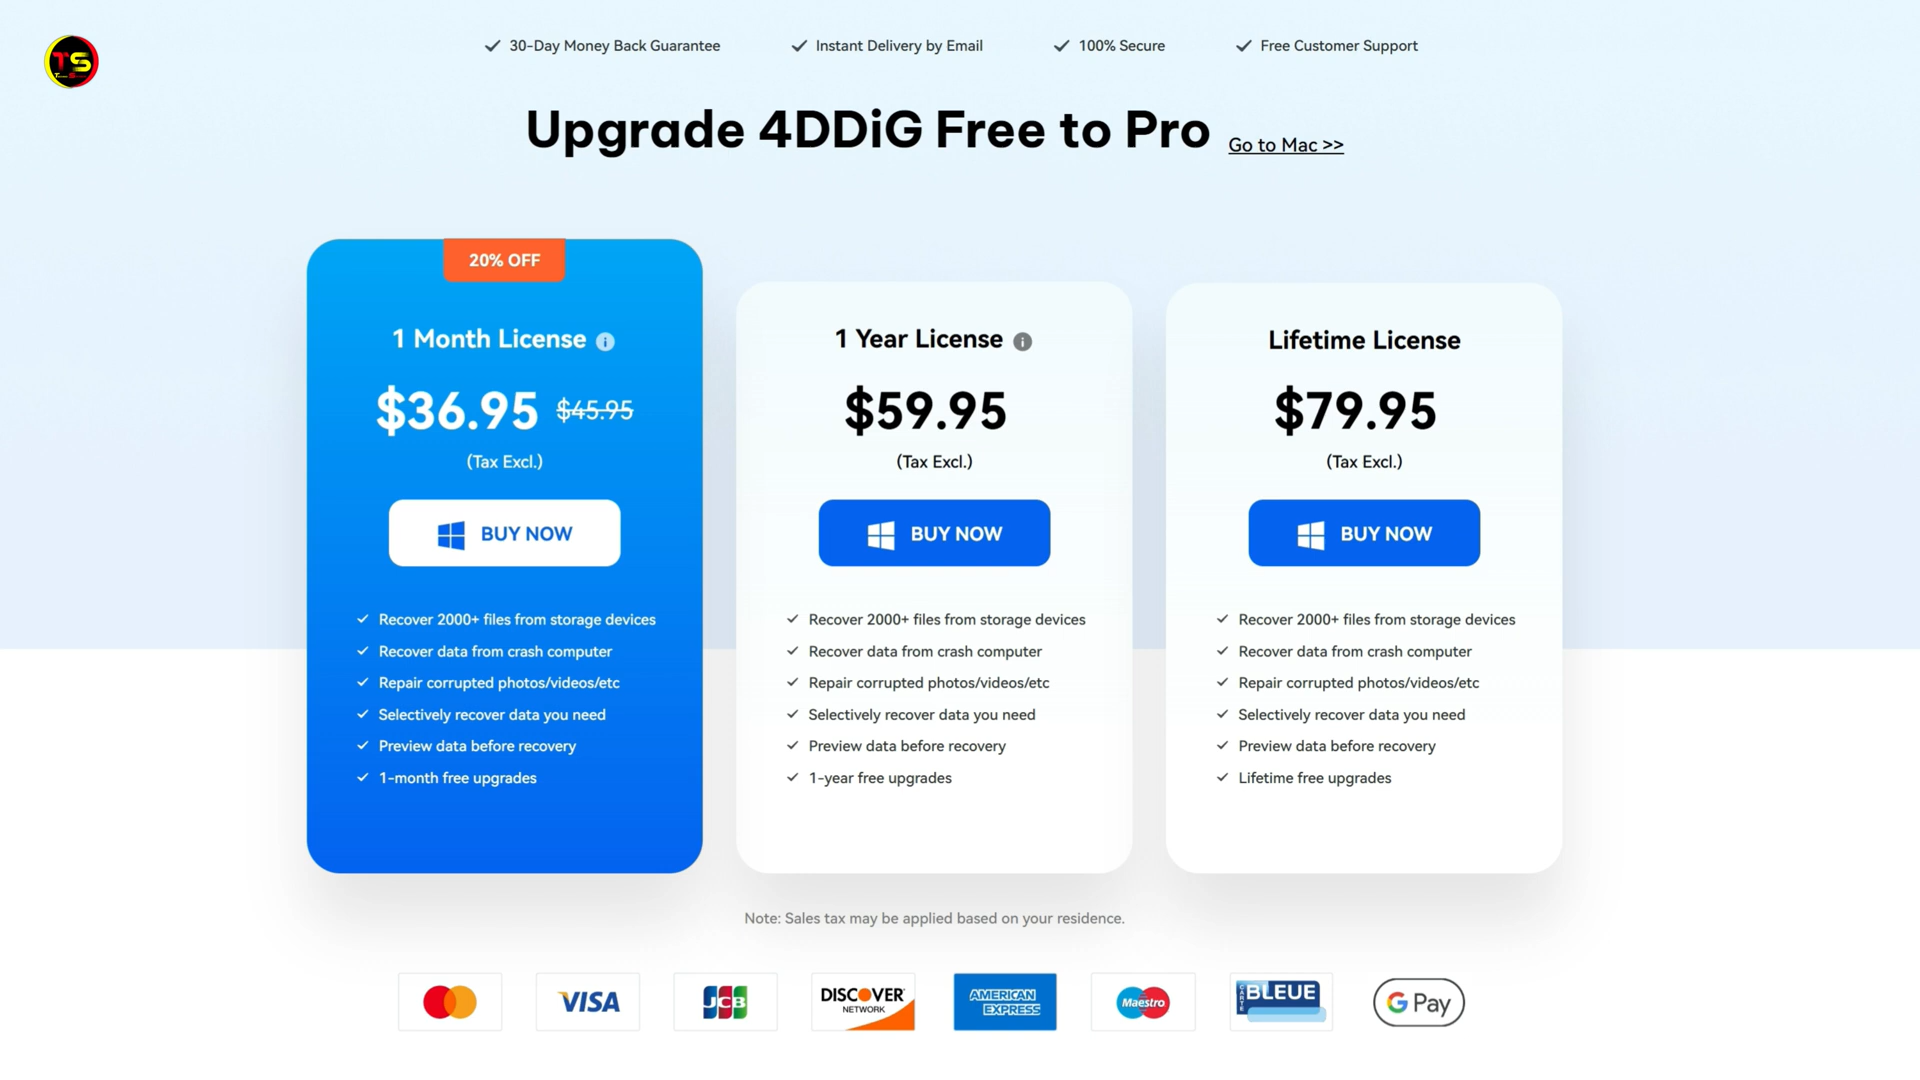 TS
30-Day Money Back Guarantee
Instant Delivery by Email
100% Secure
Free Customer Support
Upgrade 4DDiG Free to Pro
Go to Mac >>
20% OFF
1 Month License
$36.95 $45.95
(Tax Excl.)
BUY NOW
Recover 2000+ files from storage devices
Recover data from crash computer
Repair corrupted photos/videos/etc
Selectively recover data you need
Preview data before recovery
1-month free upgrades
1 Year License
$59.95
(Tax Excl.)
BUY NOW
Recover 2000+ files from storage devices
Recover data from crash computer
Repair corrupted photos/videos/etc
Selectively recover data you need
Preview data before recovery
1-year free upgrades
Lifetime License
$79.95
(Tax Excl.)
BUY NOW
Recover 2000+ files from storage devices
Recover data from crash computer
Repair corrupted photos/videos/etc
Selectively recover data you need
Preview data before recovery
Lifetime free upgrades
Note: Sales tax may be applied based on your residence.
VISA
JCB
DISCOVER
NETWORK
AMERICAN
EXPRESS
Maestro
CARTE
BLEUE
G Pay